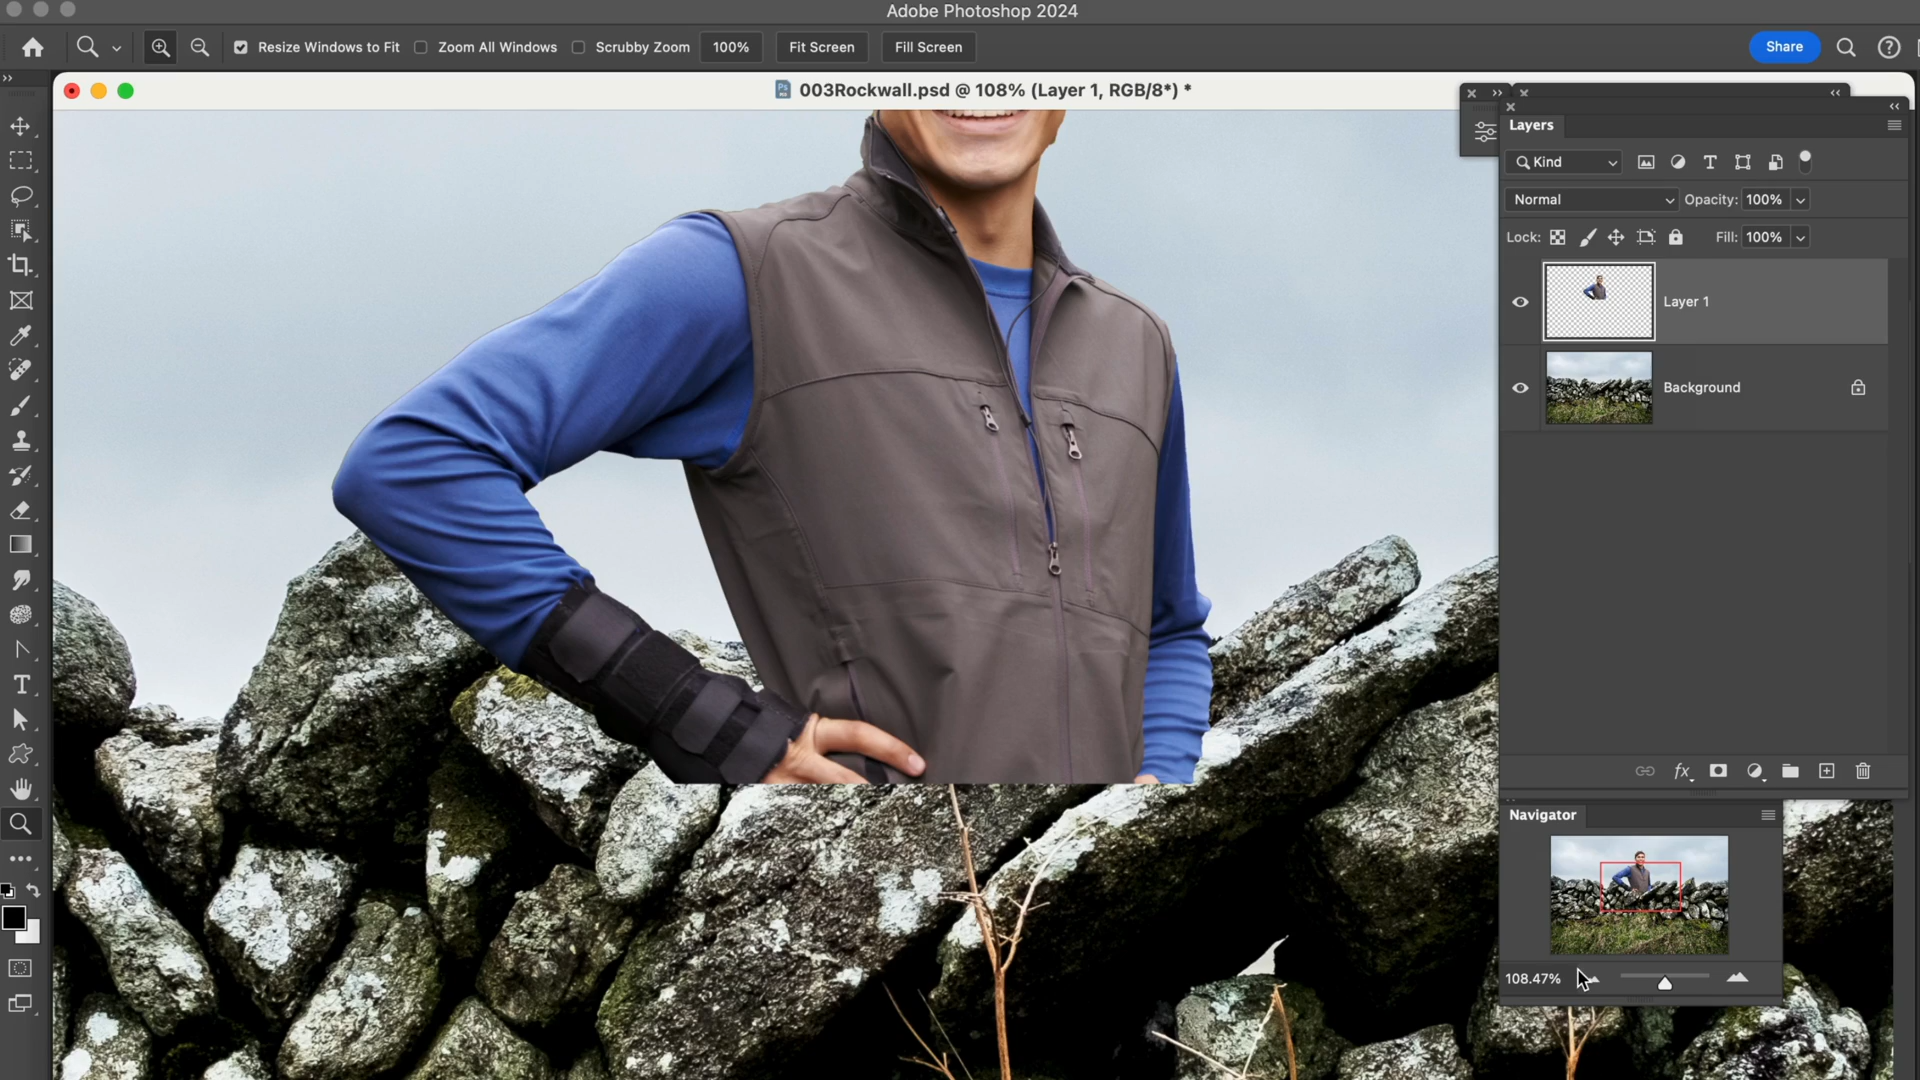 Adobe Photoshop 2024
Resize Windows to Fit Zoom All Windows Scrubby Zoom 100% Fit Screen Fill Screen Share
003Rockwall.psd @ 108% (Layer 1, RGB/8*) *
Layers
Kind
Normal Opacity: 100%
Lock: Fill: 100%
Layer 1
Background
fx
Navigator
108.47%